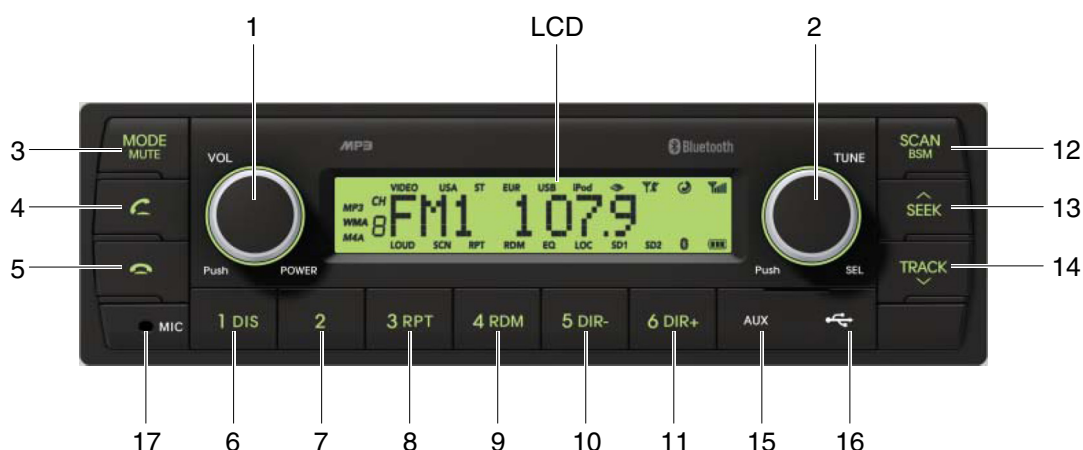 1 LCD 2
3 MODE MUTE
4
5
VOL
MP3
Bluetooth
TUNE
VIDEO USA ST EUR USB iPod
MP3 CH
WMA 8 FM1 107.9
M4A
LOUD SCN RPT RDM EQ LOC SD1 SD2
Push POWER
Push SEL
SCAN BSM 12
SEEK 13
TRACK 14
MIC 1 DIS 2 3 RPT 4 RDM 5 DIR- 6 DIR+ AUX
17 6 7 8 9 10 11 15 16